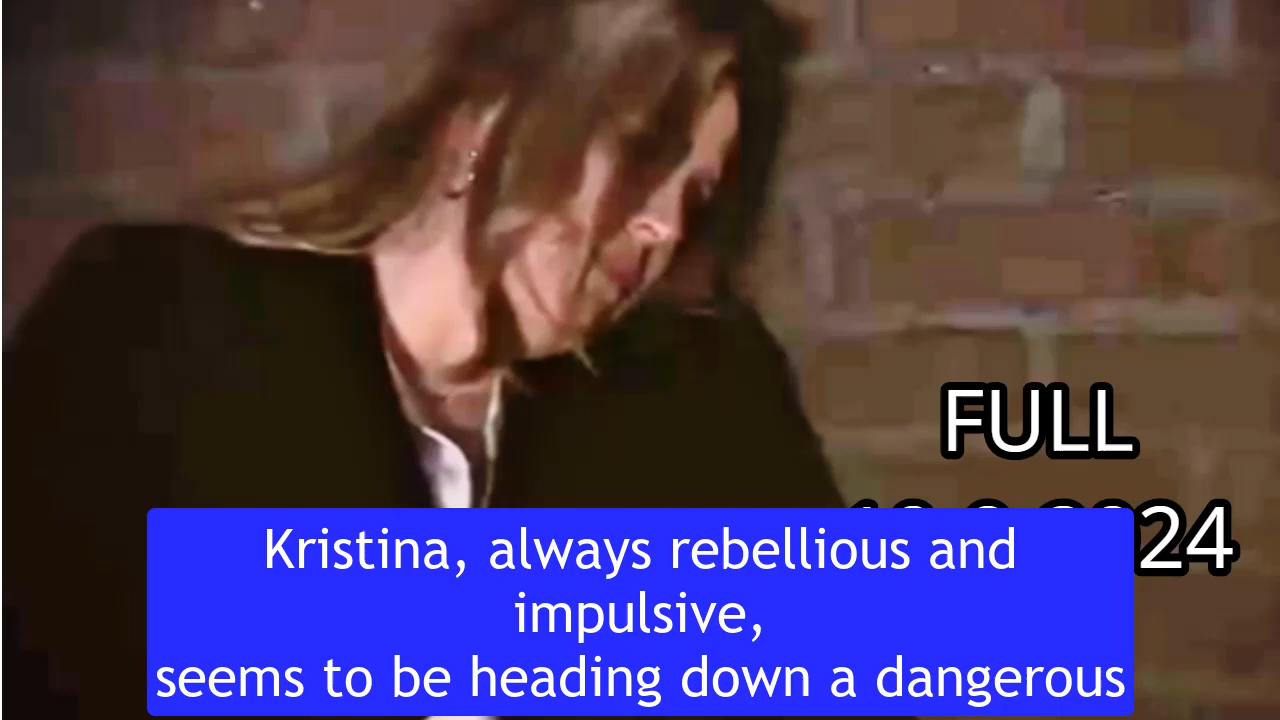 FULL
24
Kristina, always rebellious and
impulsive,
seems to be heading down a dangerous